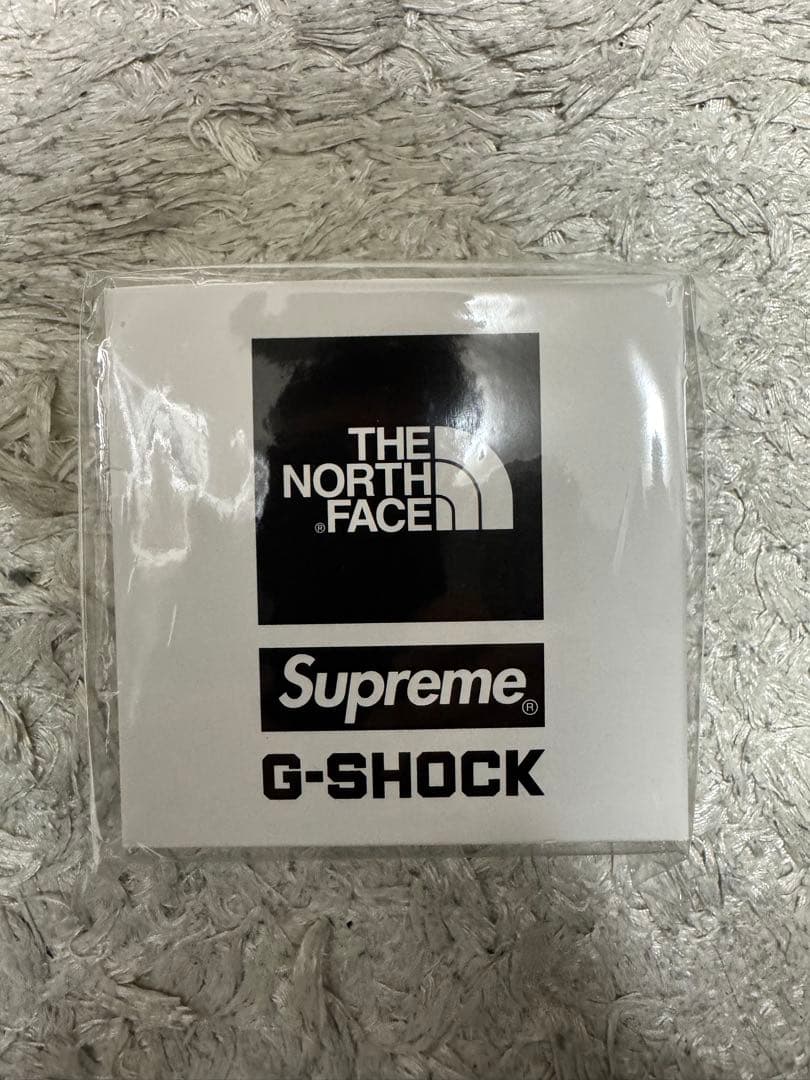 THE
NORTH
®FACE
Supreme®
G-SHOCK